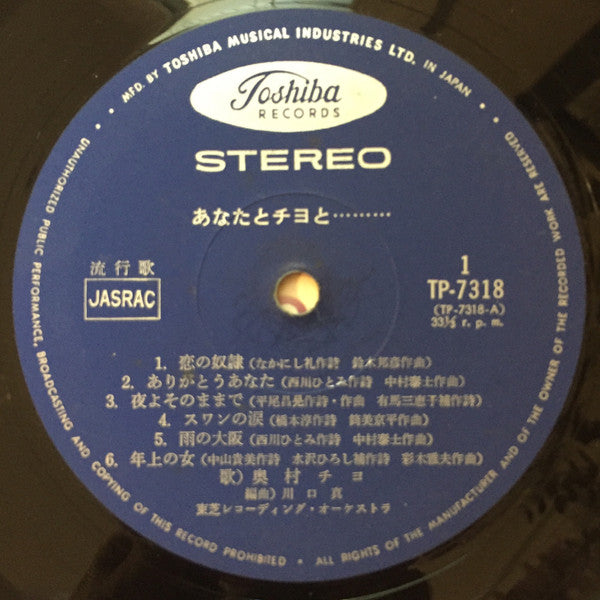 MFD. BY TOSHIBA MUSICAL INDUSTRIES LTD. IN JAPAN
Toshiba
RECORDS
STEREO
あなたとチヨと………
流行歌
JASRAC
1
TP-7318
(TP-7318-A)
33⅓ r. p. m.
1. 恋の奴隷(なかにし礼作詩 鈴木邦彦作曲)
2. ありがとうあなた(西川ひとみ作詩 中村泰士作曲)
3. 夜よそのままで(平尾昌晃作詩・作曲 有馬三恵子補作詩)
4. スワンの涙(橋本淳作詩 筒美京平作曲)
5. 雨の大阪(西川ひとみ作詩 中村泰士作曲)
6. 年上の女(中山貴美作詩 水沢ひろし補作詩 彩木雅夫作曲)
歌) 奥村チヨ
編曲) 川口真
東芝レコーディング・オーケストラ
UNAUTHORIZED PUBLIC PERFORMANCE, BROADCASTING AND COPYING OF THIS RECORD PROHIBITED • ALL RIGHTS OF THE MANUFACTURER AND OF THE OWNER OF THE RECORDED WORK ARE RESERVED